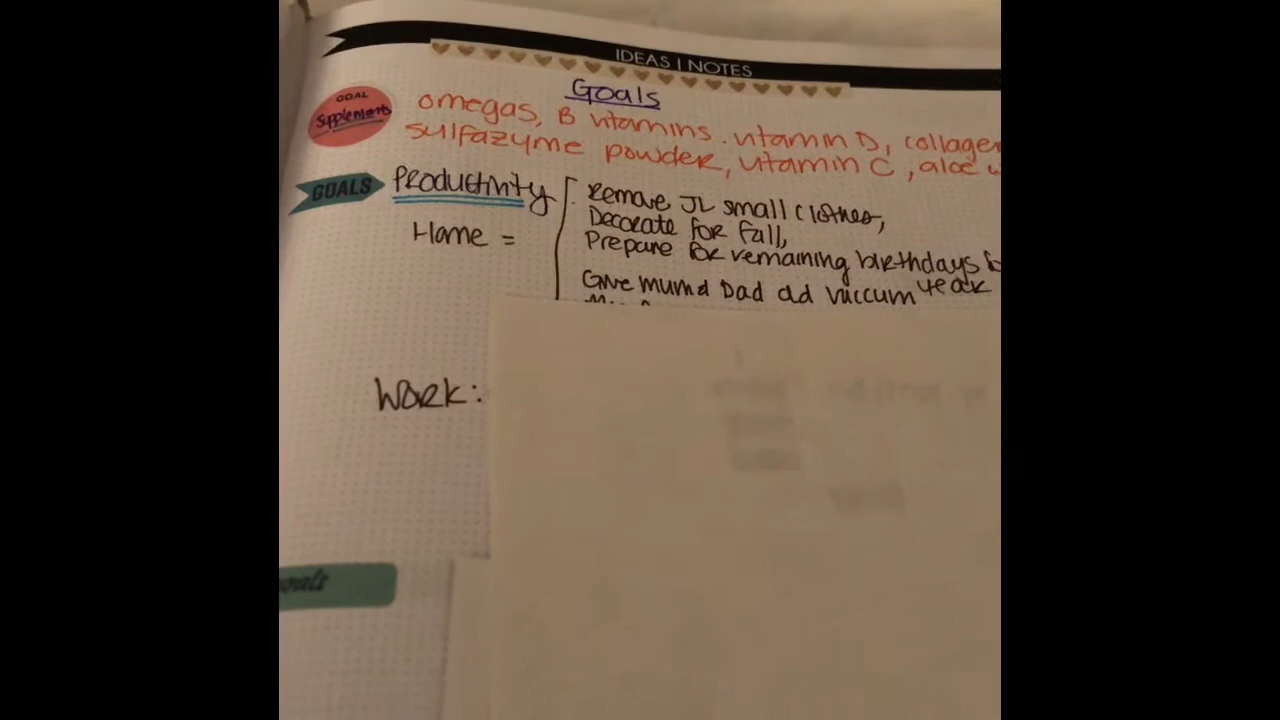 IDEAS | NOTES
Goals
GOAL
Supplements
omegas, B vitamins. vitamin D, collagen
sulfazyme powder, vitamin C, aloe
GOALS
Productivity
Remove JL small clothes,
Decorate for fall,
Home =
Prepare for remaining birthdays
Year
Give mum & Dad old vaccum
Work:
goals